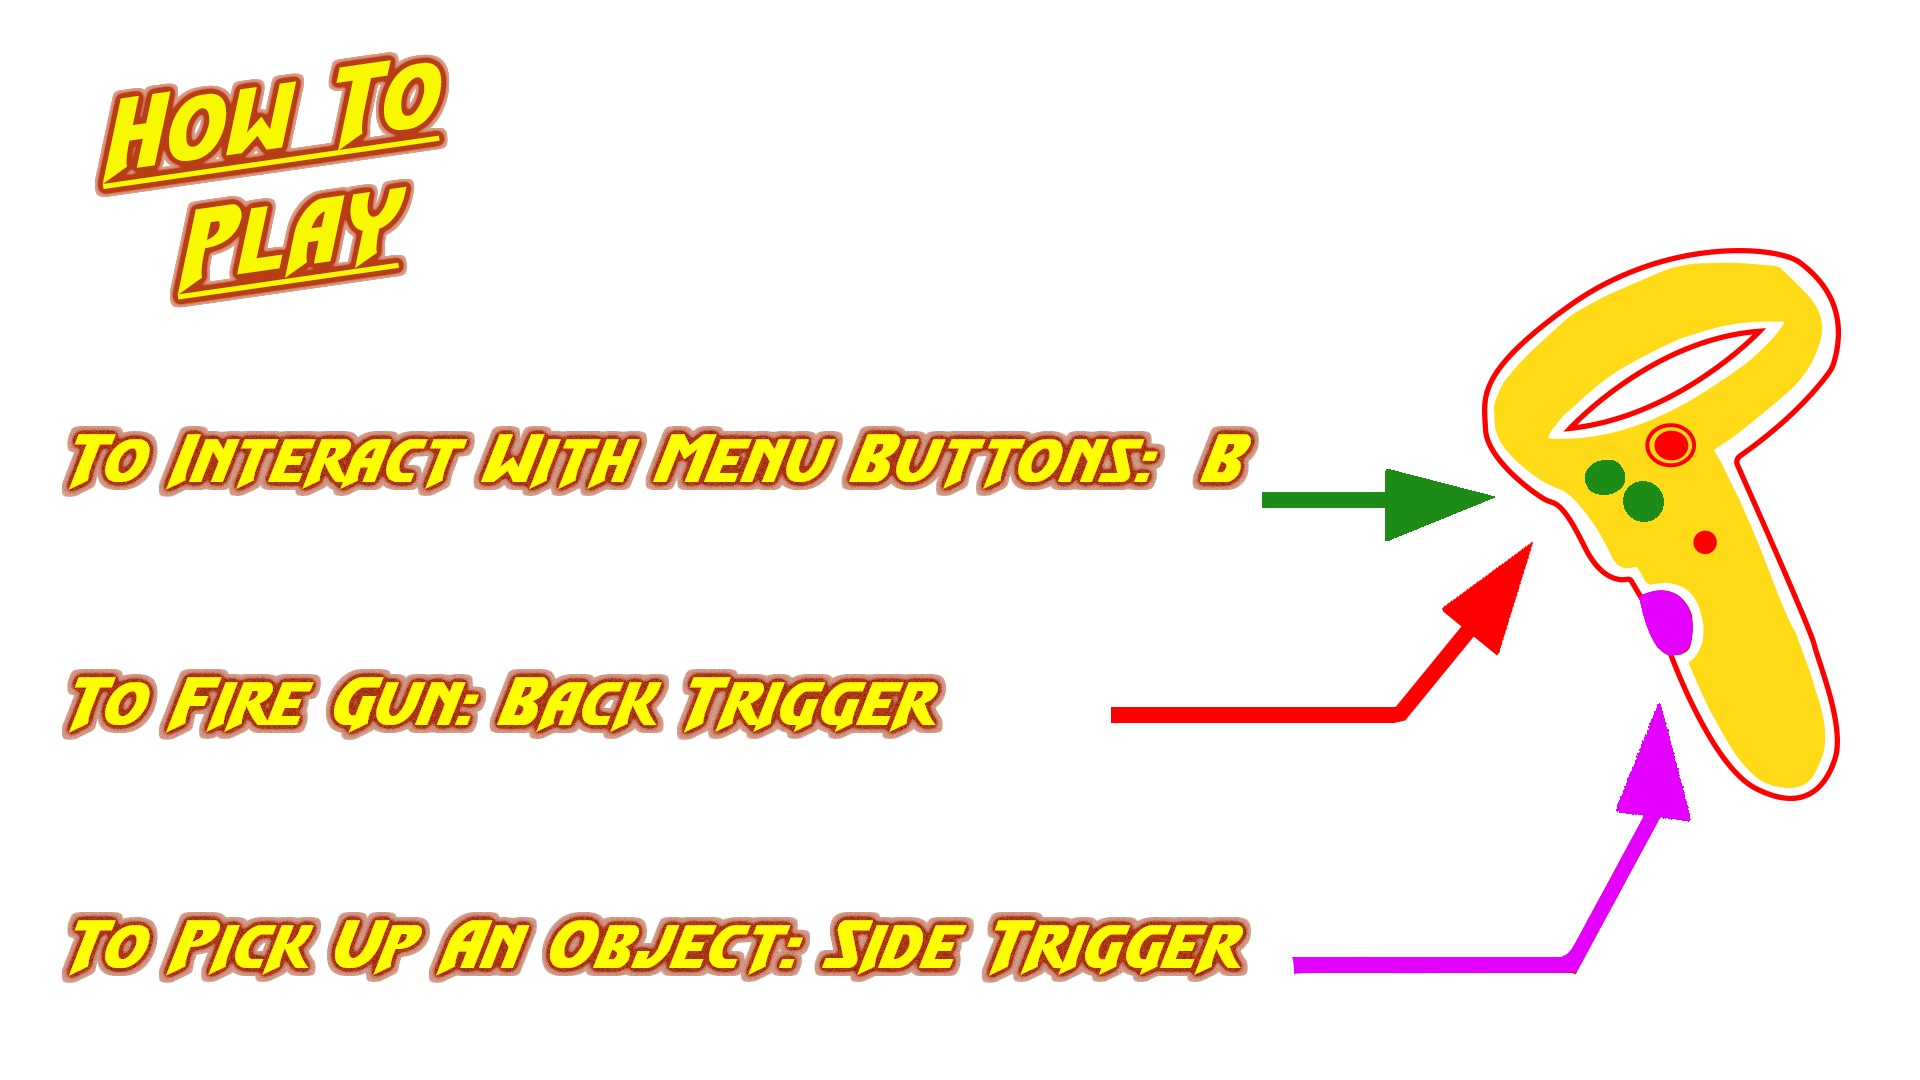 How To
Play
To Interact With Menu Buttons: B
To Fire Gun: Back Trigger
To Pick Up An Object: Side Trigger